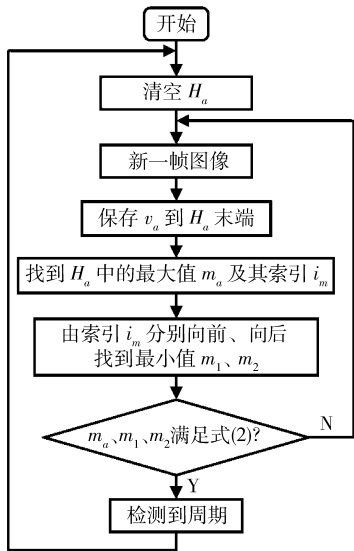 开始
清空 Hₐ
新一帧图像
保存 vₐ 到 Hₐ 末端
找到 Hₐ 中的最大值 mₐ 及其索引 iₘ
由索引 iₘ 分别向前、向后
找到最小值 m₁、m₂
mₐ、m₁、m₂满足式(2)?
N
Y
检测到周期